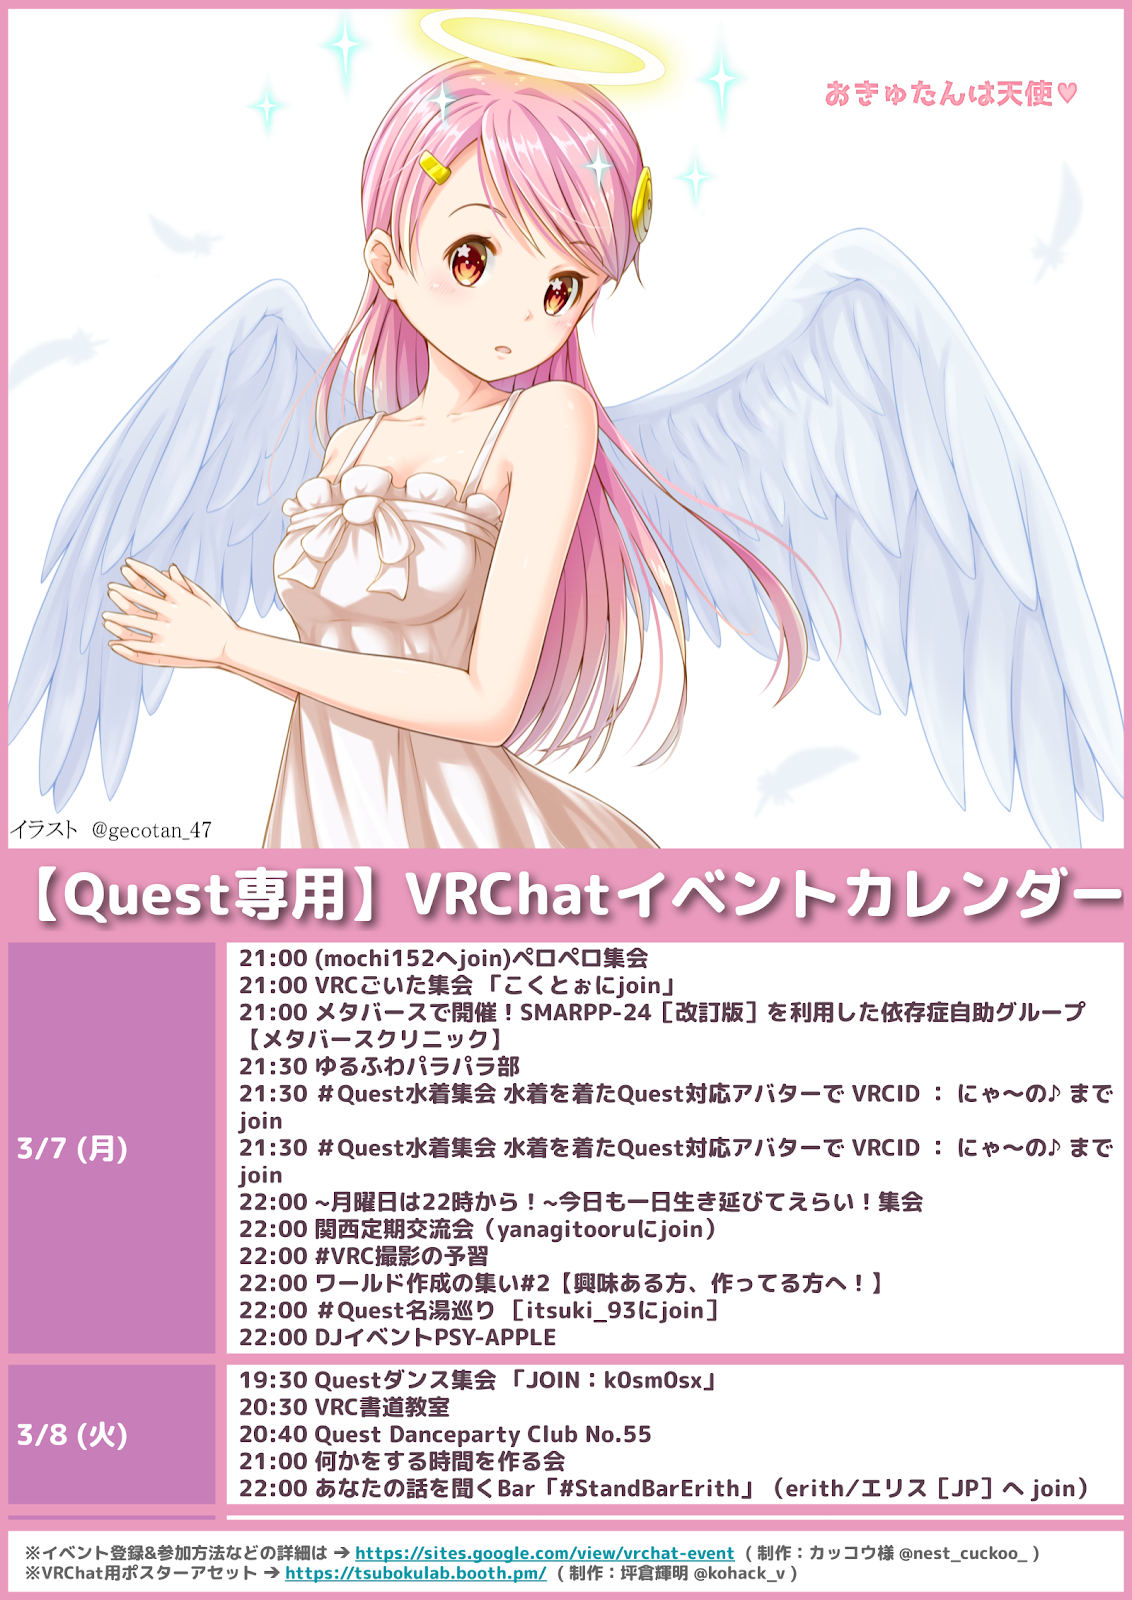 おきゅたんは天使♥
イラスト @gecotan_47
【Quest専用】VRChatイベントカレンダー
3/7 (月)
21:00 (mochi152へjoin)ペロペロ集会
21:00 VRCごいた集会 「こくとぉにjoin」
21:00 メタバースで開催！SMARPP-24［改訂版］を利用した依存症自助グループ
【メタバースクリニック】
21:30 ゆるふわパラパラ部
21:30 ＃Quest水着集会 水着を着たQuest対応アバターで VRCID ： にゃ～の♪ まで
join
21:30 ＃Quest水着集会 水着を着たQuest対応アバターで VRCID ： にゃ～の♪ まで
join
22:00 ~月曜日は22時から！~今日も一日生き延びてえらい！集会
22:00 関西定期交流会（yanagitooruにjoin）
22:00 #VRC撮影の予習
22:00 ワールド作成の集い#2【興味ある方、作ってる方へ！】
22:00 ＃Quest名湯巡り ［itsuki_93にjoin］
22:00 DJイベントPSY-APPLE
3/8 (火)
19:30 Questダンス集会 「JOIN：k0sm0sx」
20:30 VRC書道教室
20:40 Quest Danceparty Club No.55
21:00 何かをする時間を作る会
22:00 あなたの話を聞くBar「#StandBarErith」（erith/エリス［JP］へ join）
※イベント登録&参加方法などの詳細は ➔ https://sites.google.com/view/vrchat-event ( 制作：カッコウ様 @nest_cuckoo_ )
※VRChat用ポスターアセット ➔ https://tsubokulab.booth.pm/ ( 制作：坪倉輝明 @kohack_v )